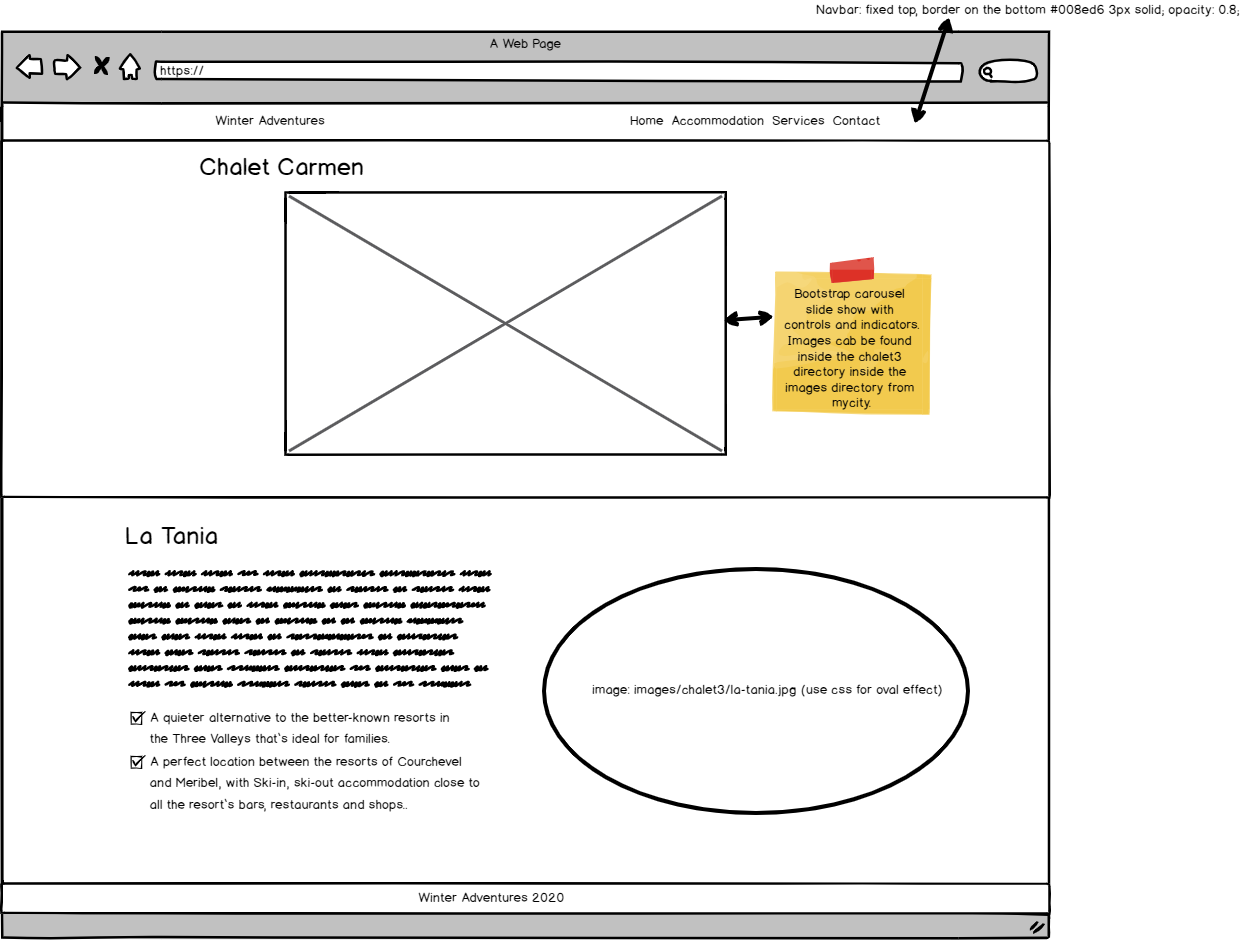 Navbar: fixed top, border on the bottom #008ed6 3px solid; opacity: 0.8;
A Web Page
https://
Winter Adventures
Home Accommodation Services Contact
Chalet Carmen
Bootstrap carousel
slide show with
controls and indicators.
Images cab be found
inside the chalet3
directory inside the
images directory from
mycity.
La Tania
image: images/chalet3/la-tania.jpg (use css for oval effect)
A quieter alternative to the better-known resorts in
the Three Valleys that`s ideal for families.
A perfect location between the resorts of Courchevel
and Meribel, with Ski-in, ski-out accommodation close to
all the resort`s bars, restaurants and shops..
Winter Adventures 2020